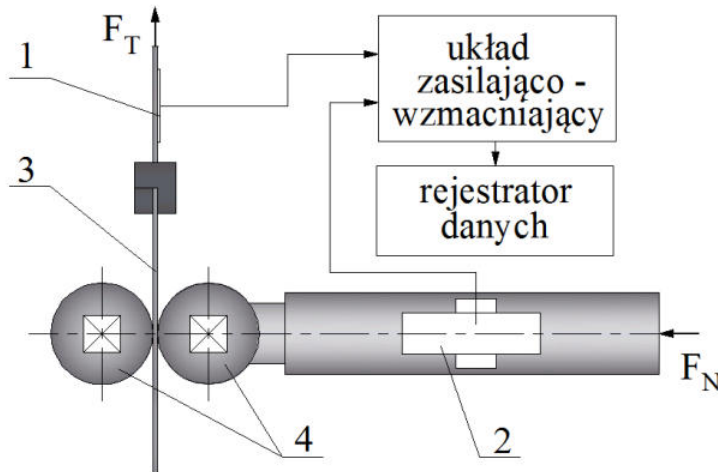 F_T
1
układ
zasilająco -
wzmacniający
3
rejestrator
danych
F_N
4
2